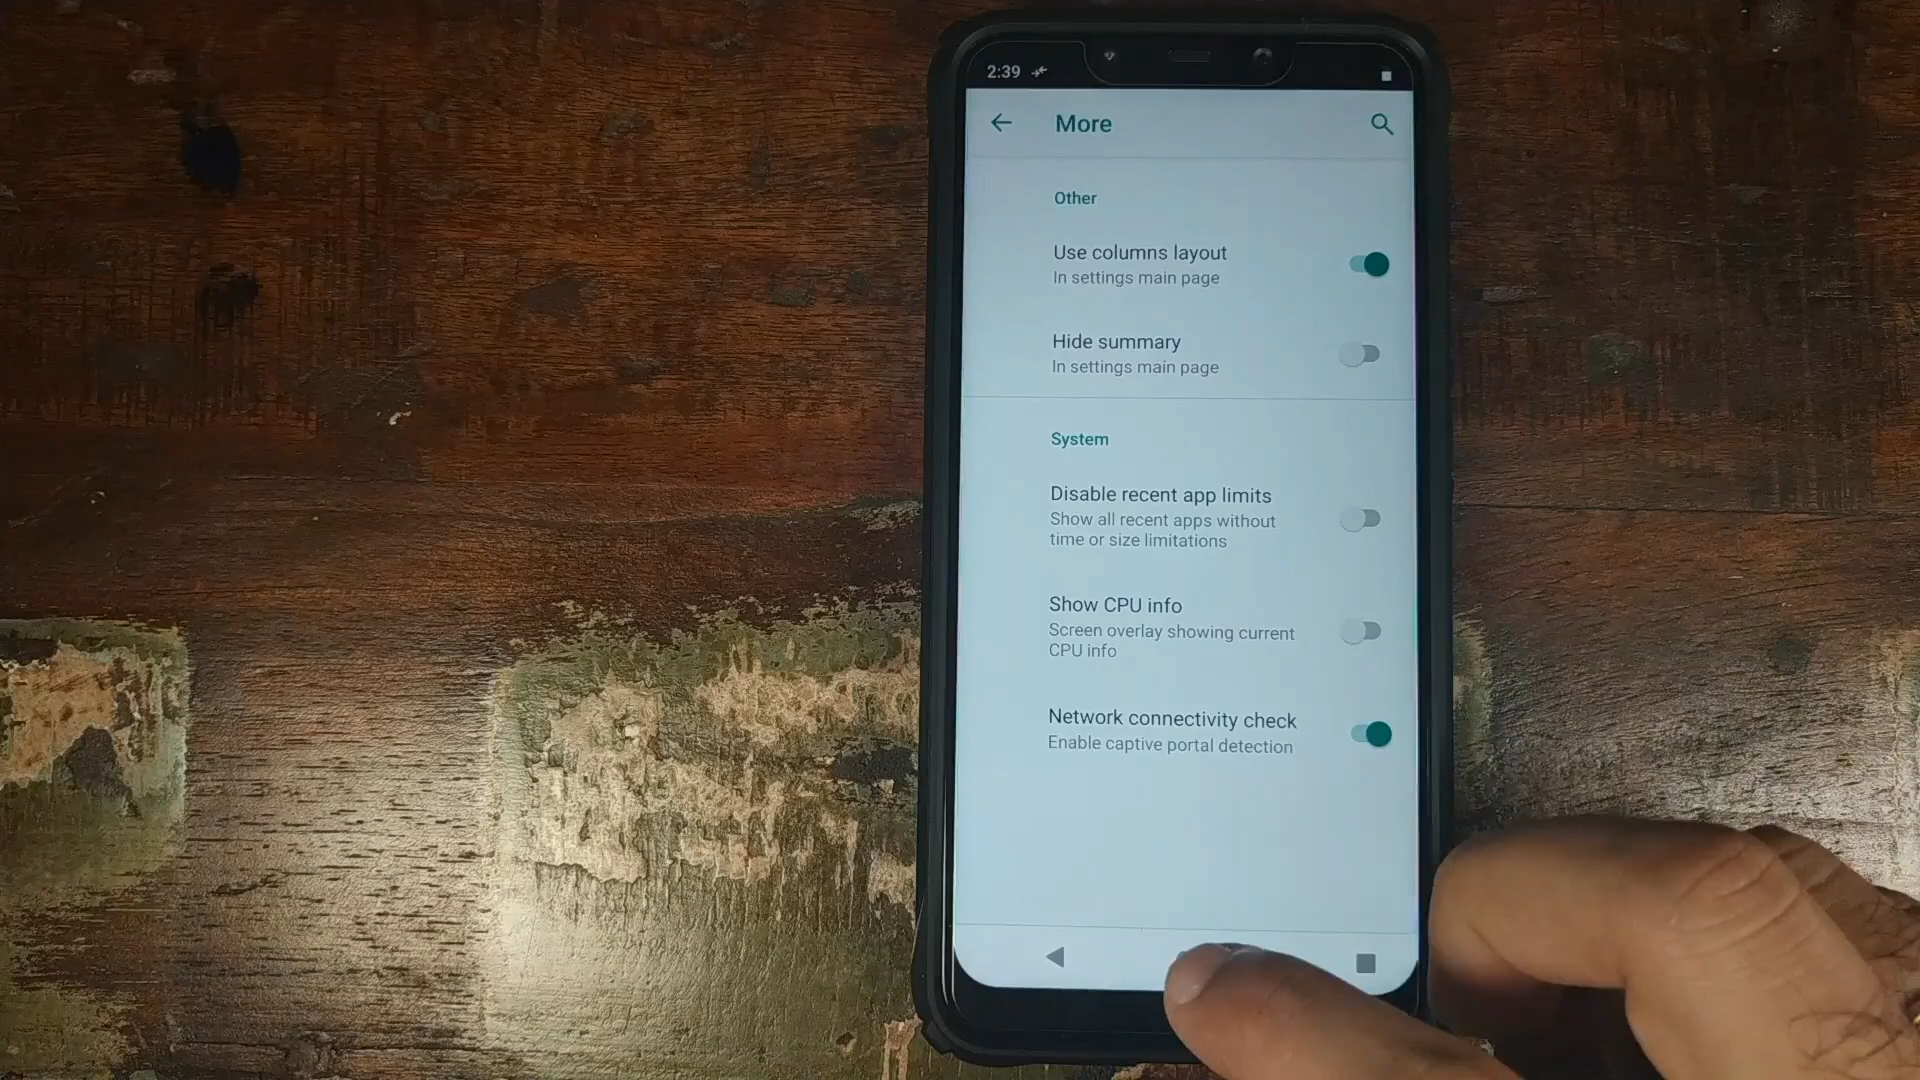 2:39
More
Other
Use columns layout
In settings main page
Hide summary
In settings main page
System
Disable recent app limits
Show all recent apps without
time or size limitations
Show CPU info
Screen overlay showing current
CPU info
Network connectivity check
Enable captive portal detection